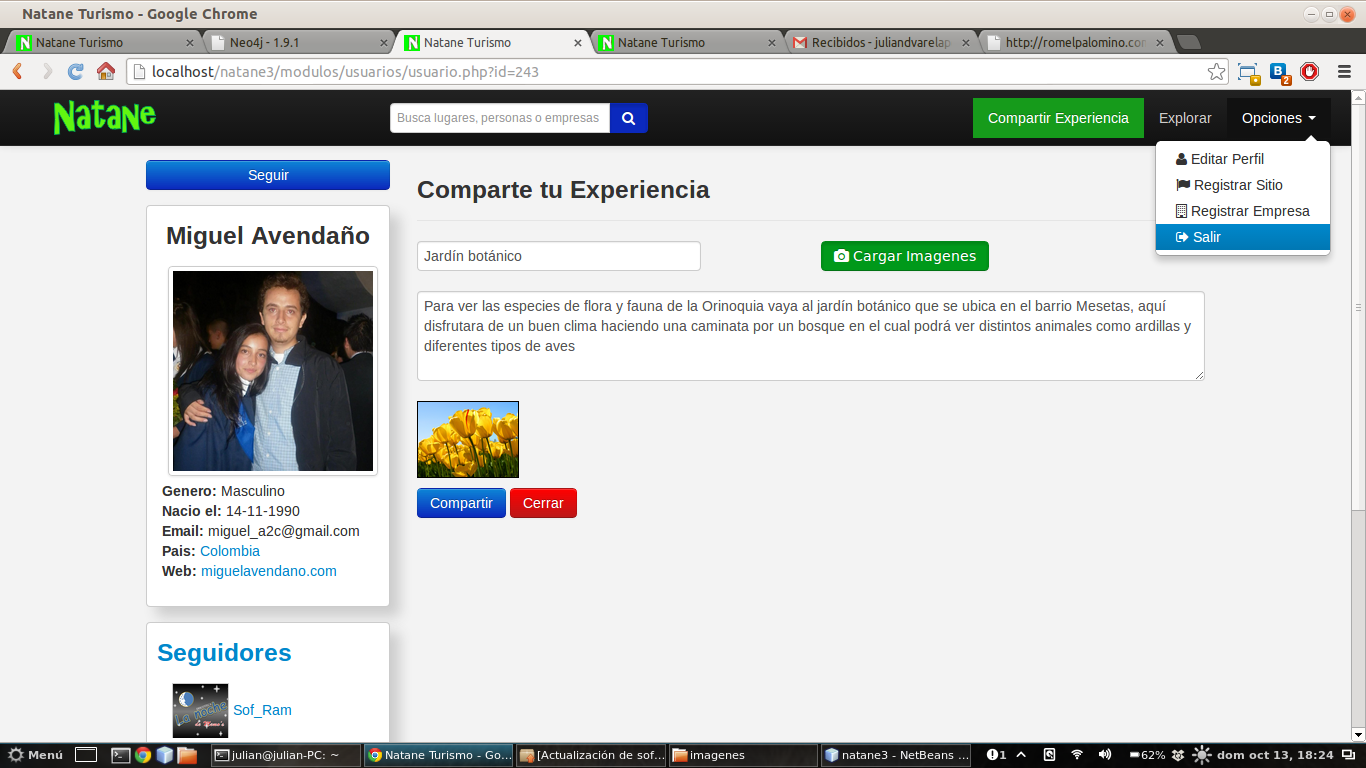 Natane Turismo - Google Chrome
Natane Turismo
Neo4j - 1.9.1
Natane Turismo
Natane Turismo
Recibidos - juliandvarelap
http://romelpalomino.cor
localhost/natane3/modulos/usuarios/usuario.php?id=243
B
2
Natane
Busca lugares, personas o empresas
Compartir Experiencia
Explorar
Opciones
Editar Perfil
Registrar Sitio
Registrar Empresa
Salir
Seguir
Miguel Avendaño
Genero: Masculino
Nacio el: 14-11-1990
Email: miguel_a2c@gmail.com
Pais: Colombia
Web: miguelavendano.com
Seguidores
La noche
Sof_Ram
Comparte tu Experiencia
Jardín botánico
Cargar Imagenes
Para ver las especies de flora y fauna de la Orinoquia vaya al jardín botánico que se ubica en el barrio Mesetas, aquí
disfrutara de un buen clima haciendo una caminata por un bosque en el cual podrá ver distintos animales como ardillas y
diferentes tipos de aves
Compartir
Cerrar
Menú
julian@julian-PC: ~
Natane Turismo - Go...
[Actualización de sof...
imagenes
natane3 - NetBeans ...
1
62%
dom oct 13, 18:24